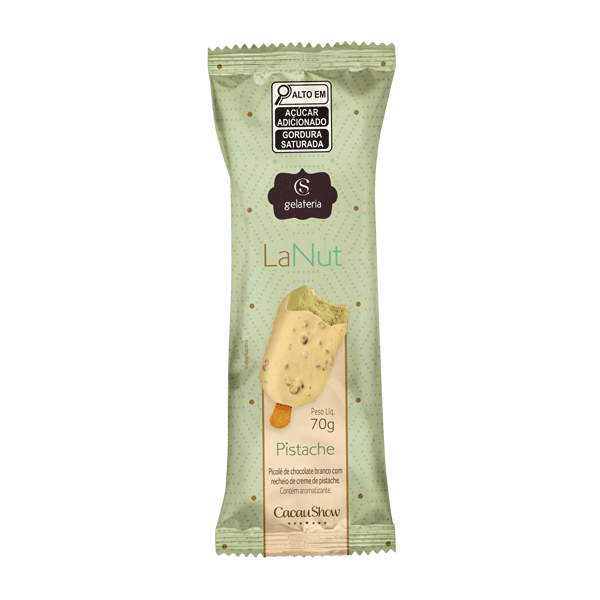 ALTO EM
AÇÚCAR
ADICIONADO
GORDURA
SATURADA
CS
gelateria
LaNut
Peso Líq.
70g
Pistache
Picolé de chocolate branco com
recheio de creme de pistache.
Contém aromatizante.
CacauShow